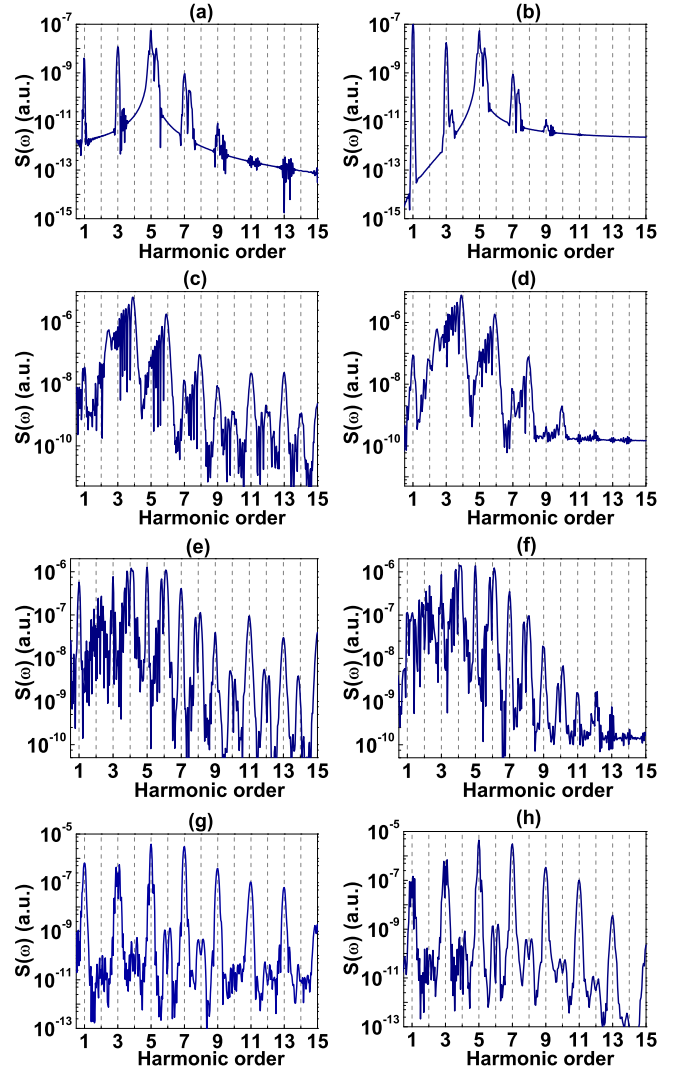 (a) (b)
10^-7 10^-7
10^-9 10^-9
10^-11 10^-11
10^-13 10^-13
10^-15 10^-15
S(ω) (a.u.) S(ω) (a.u.)
1 3 5 7 9 11 13 15 1 3 5 7 9 11 13 15
Harmonic order Harmonic order
(c) (d)
10^-6 10^-6
10^-8 10^-8
10^-10 10^-10
S(ω) (a.u.) S(ω) (a.u.)
1 3 5 7 9 11 13 15 1 3 5 7 9 11 13 15
Harmonic order Harmonic order
(e) (f)
10^-6 10^-6
10^-7 10^-7
10^-8 10^-8
10^-9 10^-9
10^-10 10^-10
S(ω) (a.u.) S(ω) (a.u.)
1 3 5 7 9 11 13 15 1 3 5 7 9 11 13 15
Harmonic order Harmonic order
(g) (h)
10^-5 10^-5
10^-7 10^-7
10^-9 10^-9
10^-11 10^-11
10^-13 10^-13
S(ω) (a.u.) S(ω) (a.u.)
1 3 5 7 9 11 13 15 1 3 5 7 9 11 13 15
Harmonic order Harmonic order